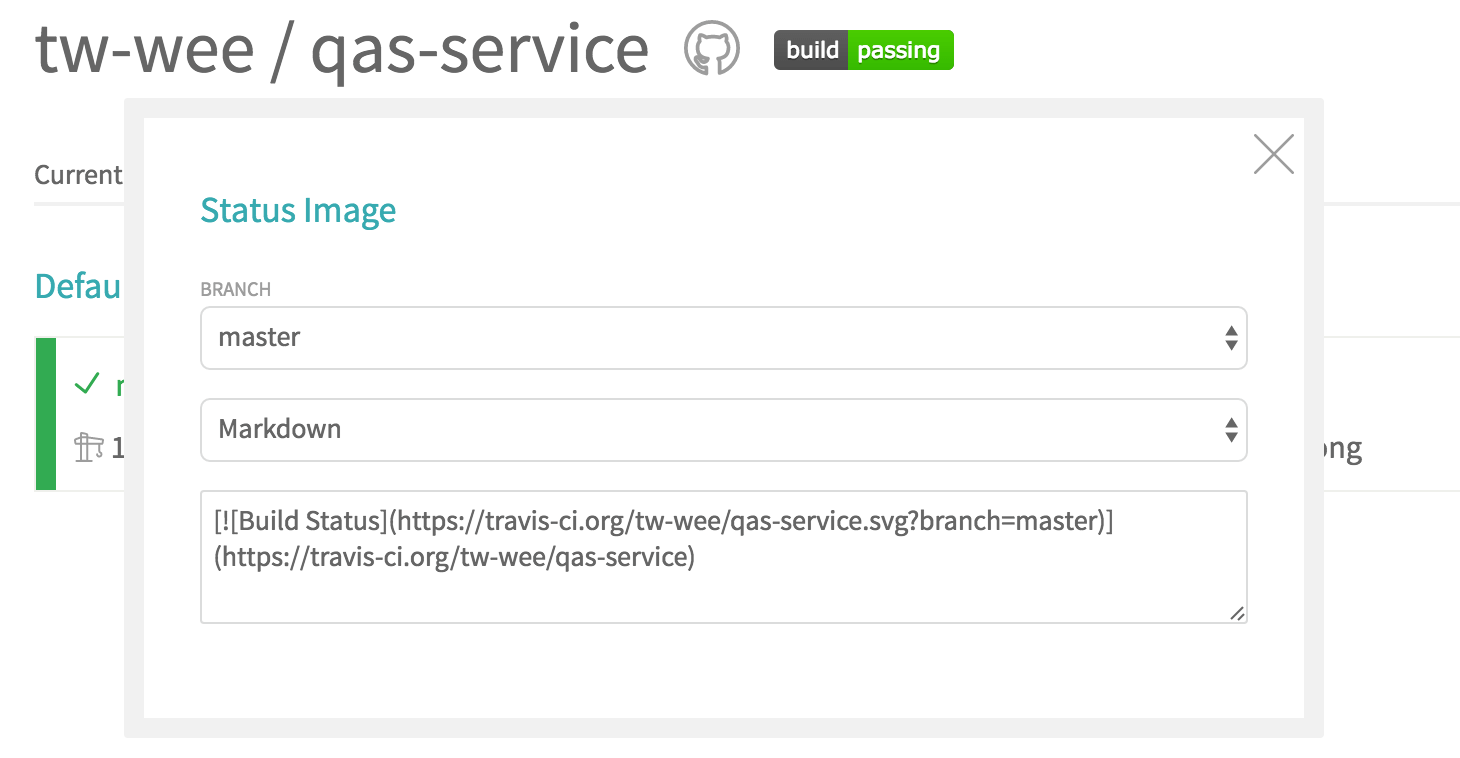 tw-wee / qas-service
build passing
Current
Status Image
BRANCH
Defau
master
Markdown
1
ong
[![Build Status](https://travis-ci.org/tw-wee/qas-service.svg?branch=master)]
(https://travis-ci.org/tw-wee/qas-service)